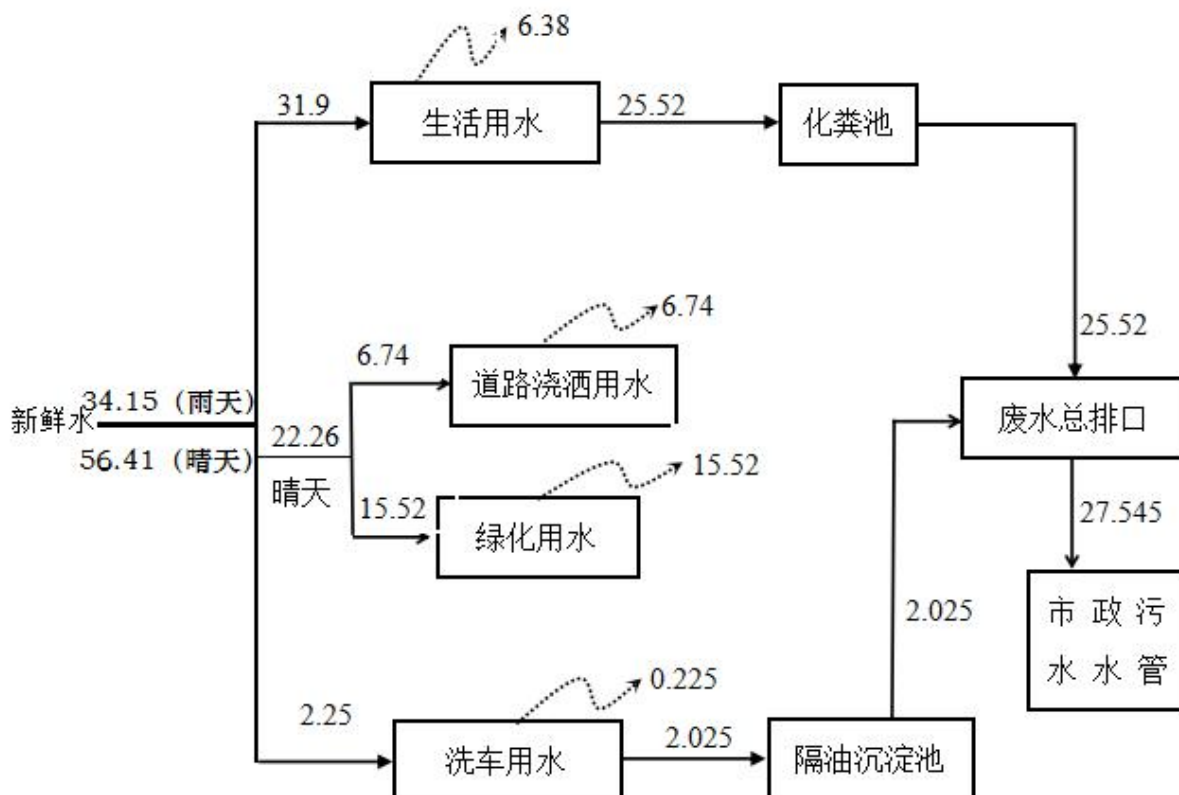 6.38
31.9
生活用水
25.52
化粪池
25.52
6.74
6.74
道路浇洒用水
新鲜水
34.15（雨天）
56.41（晴天）
22.26
晴天
15.52
15.52
绿化用水
废水总排口
27.545
市政污
水水管
2.025
0.225
2.25
洗车用水
2.025
隔油沉淀池